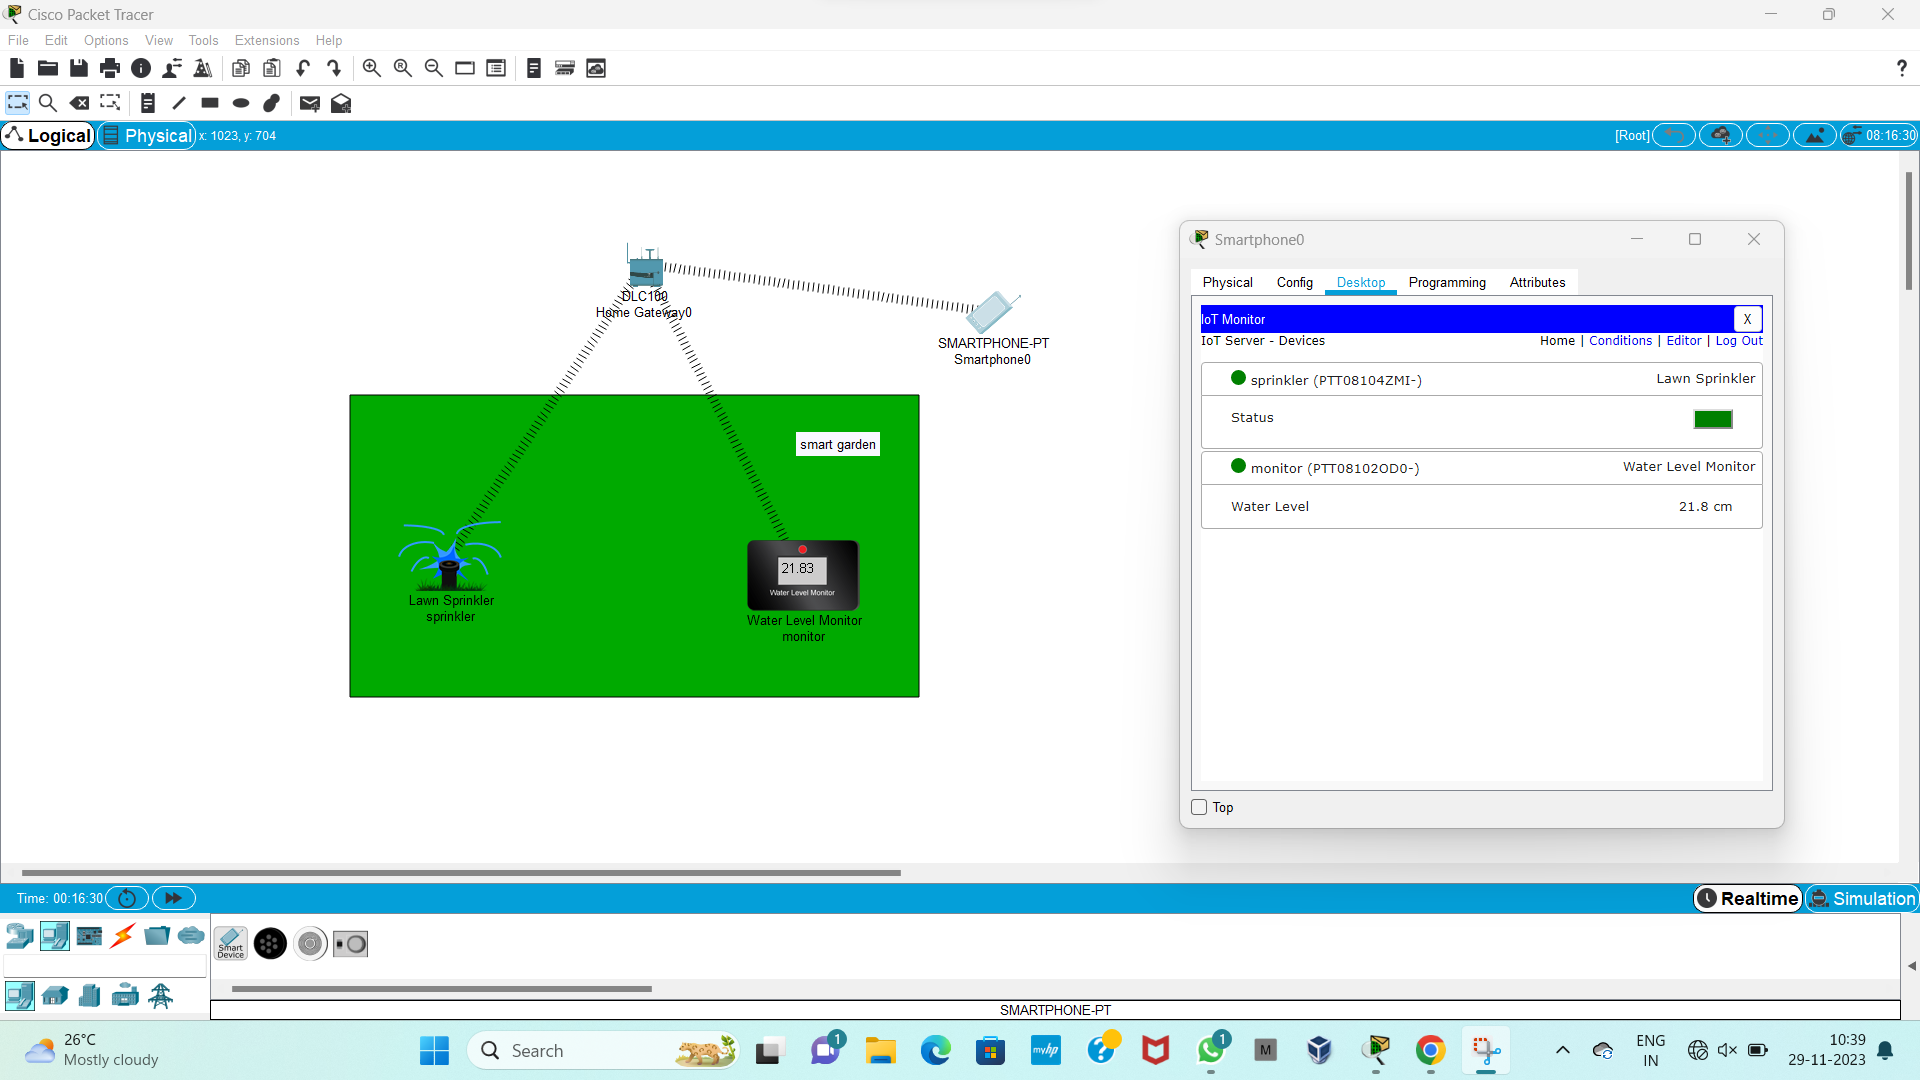 Cisco Packet Tracer
File Edit Options View Tools Extensions Help
?
Logical Physical x: 1023, y: 704 [Root] 08:16:30
DLC100
Home Gateway0
SMARTPHONE-PT
Smartphone0
smart garden
Lawn Sprinkler
sprinkler
21.83
Water Level Monitor
Water Level Monitor
monitor
Smartphone0
Physical Config Desktop Programming Attributes
IoT Monitor X
IoT Server - Devices Home | Conditions | Editor | Log Out
sprinkler (PTT08104ZMI-) Lawn Sprinkler
Status
monitor (PTT08102OD0-) Water Level Monitor
Water Level 21.8 cm
Top
Time: 00:16:30 Realtime Simulation
Smart
Device
SMARTPHONE-PT
26°C
Mostly cloudy
Search
1
myhp
?
1
M
ENG
IN
10:39
29-11-2023